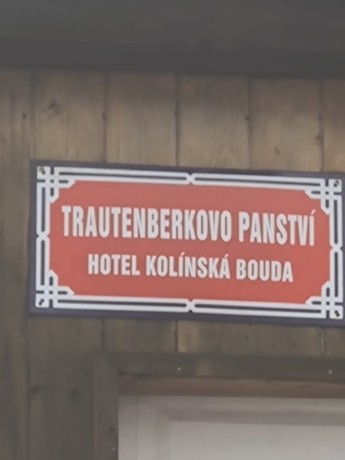 TRAUTENBERKOVO PANSTVÍ
HOTEL KOLÍNSKÁ BOUDA